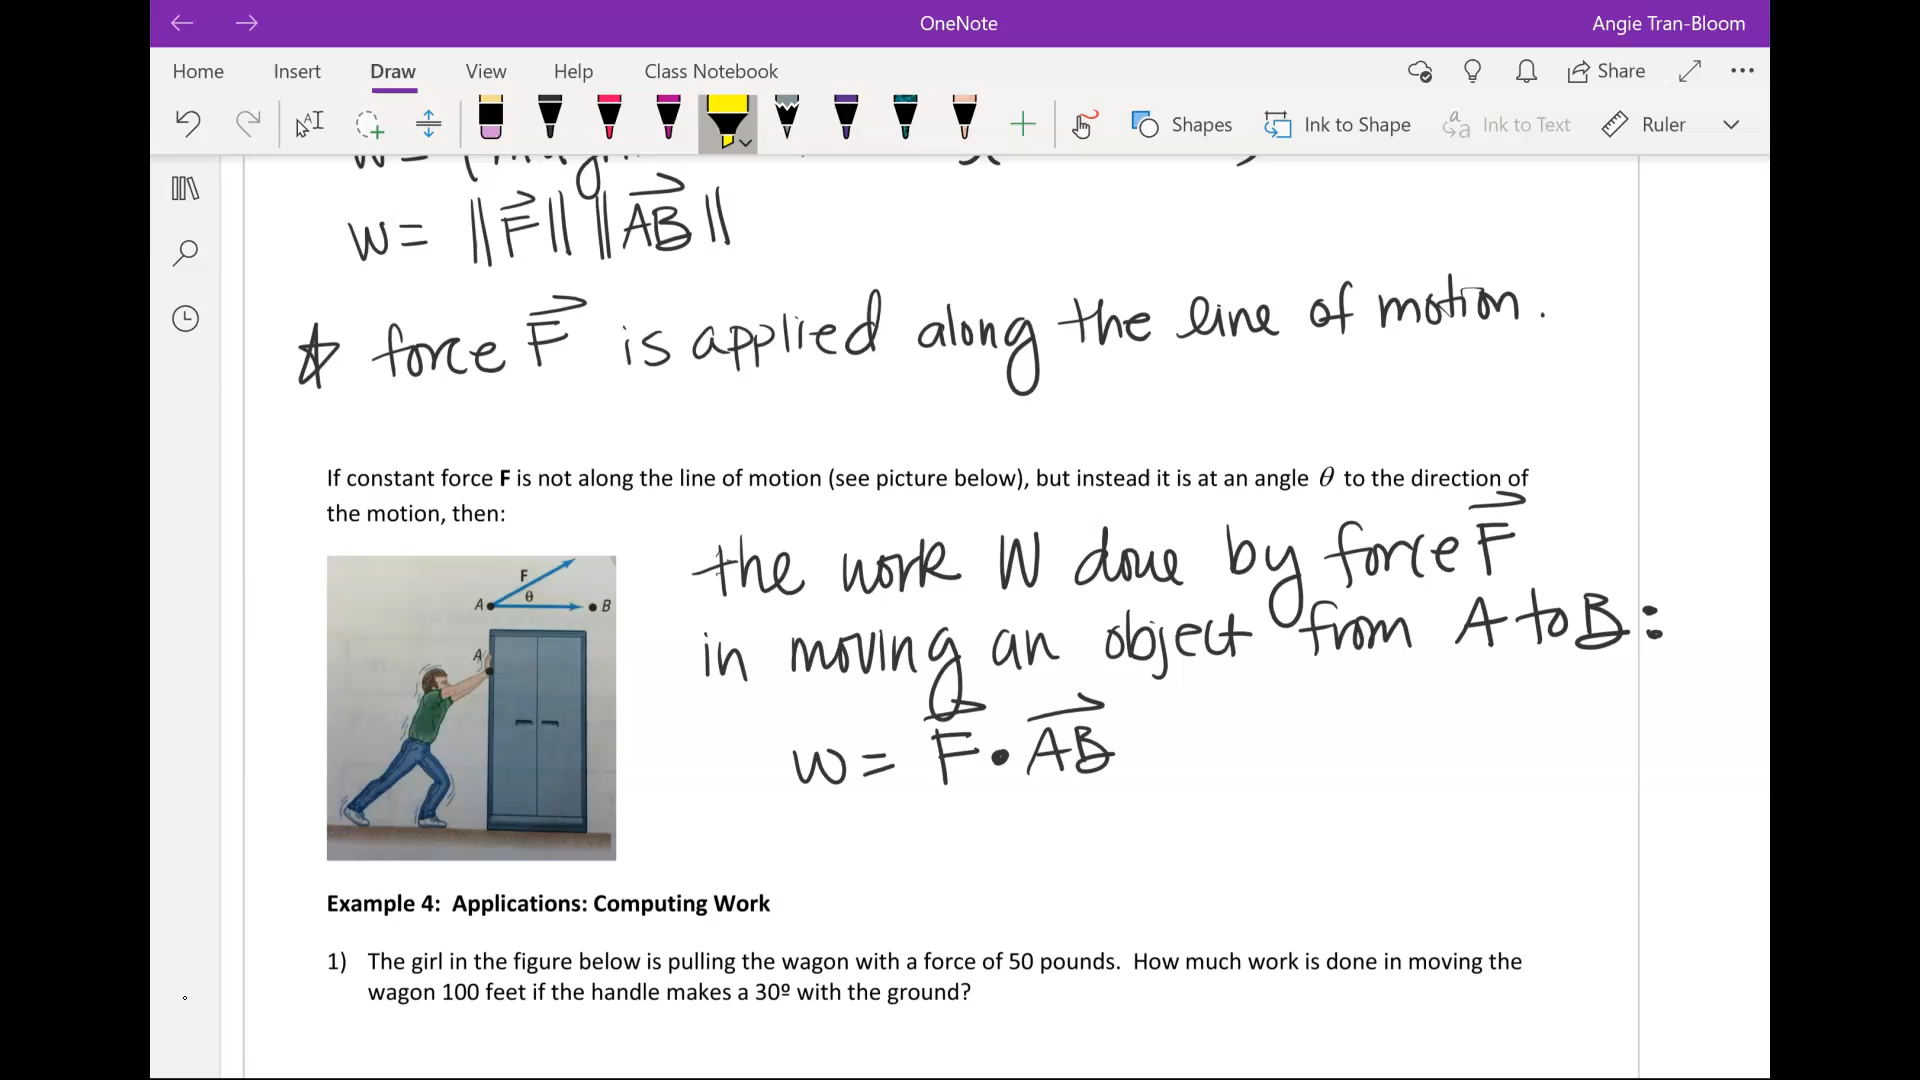 OneNote
Angie Tran-Bloom
Home Insert Draw View Help Class Notebook Share
Shapes Ink to Shape Ink to Text Ruler
W = ‖F‖ ‖AB‖
☆ force F is applied along the line of motion.
If constant force F is not along the line of motion (see picture below), but instead it is at an angle θ to the direction of
the motion, then:
the work W done by force F
in moving an object from A to B:
W = F • AB
F
A θ B
A
Example 4: Applications: Computing Work
1) The girl in the figure below is pulling the wagon with a force of 50 pounds. How much work is done in moving the
wagon 100 feet if the handle makes a 30º with the ground?